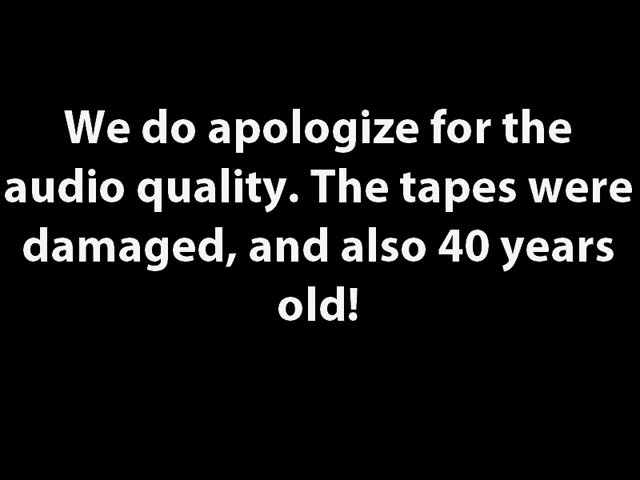 We do apologize for the
audio quality. The tapes were
damaged, and also 40 years
old!